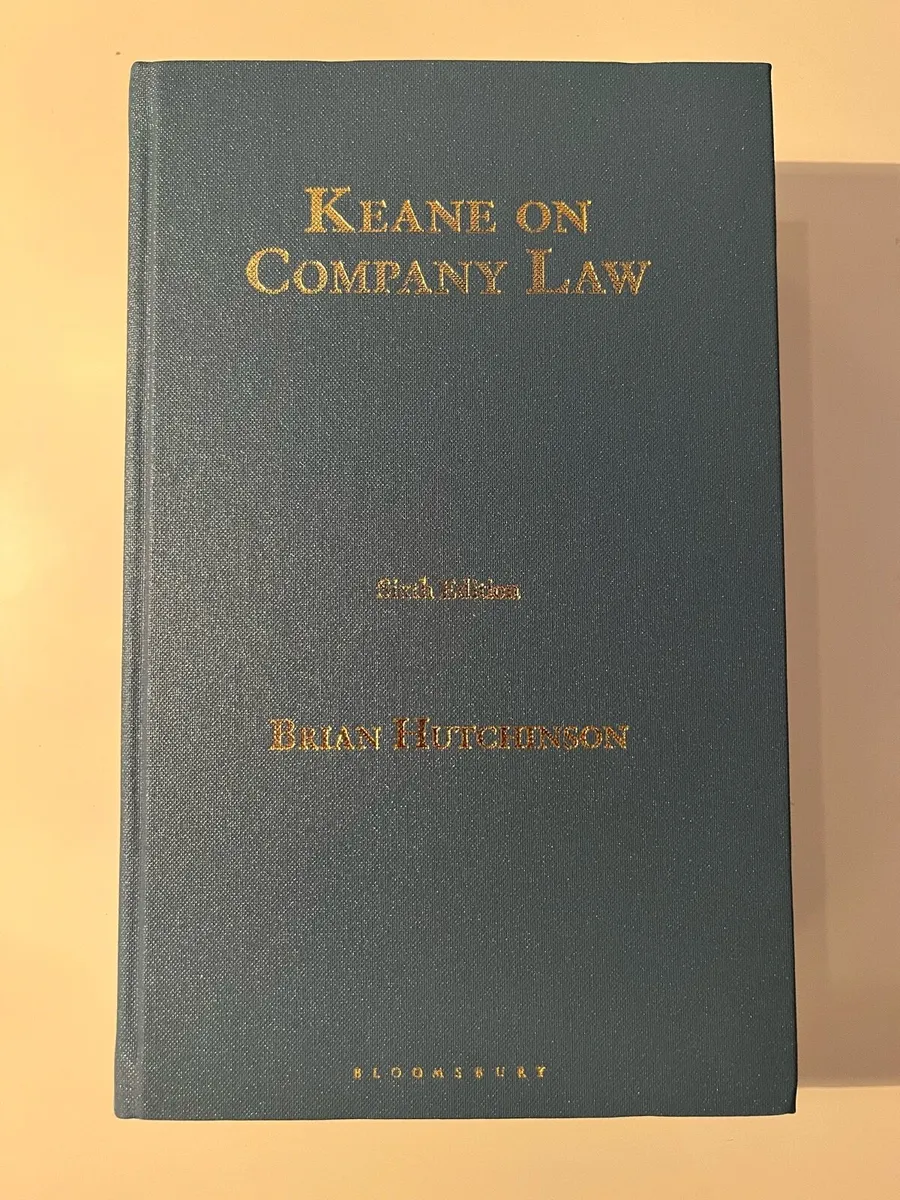 KEANE ON
COMPANY LAW
Sixth Edition
BRIAN HUTCHINSON
BLOOMSBURY